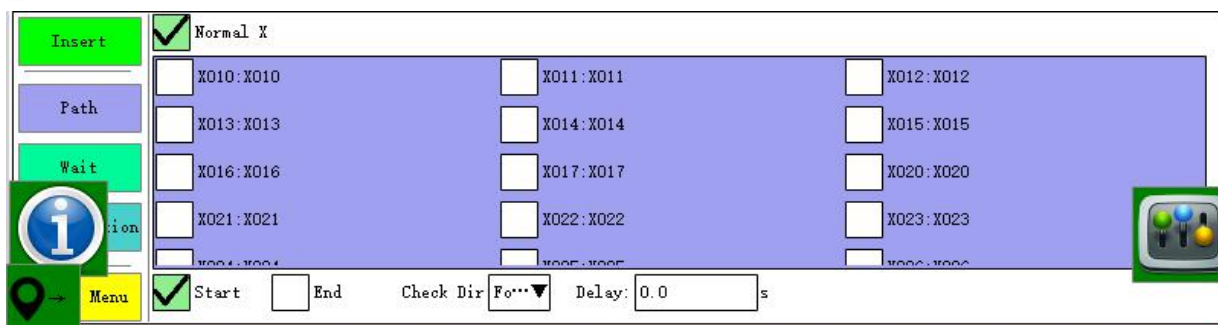 Insert
Normal X
X010:X010 X011:X011 X012:X012
Path
X013:X013 X014:X014 X015:X015
Wait
X016:X016 X017:X017 X020:X020
X021:X021 X022:X022 X023:X023
Menu
Start End Check Dir Fo… Delay: 0.0 s